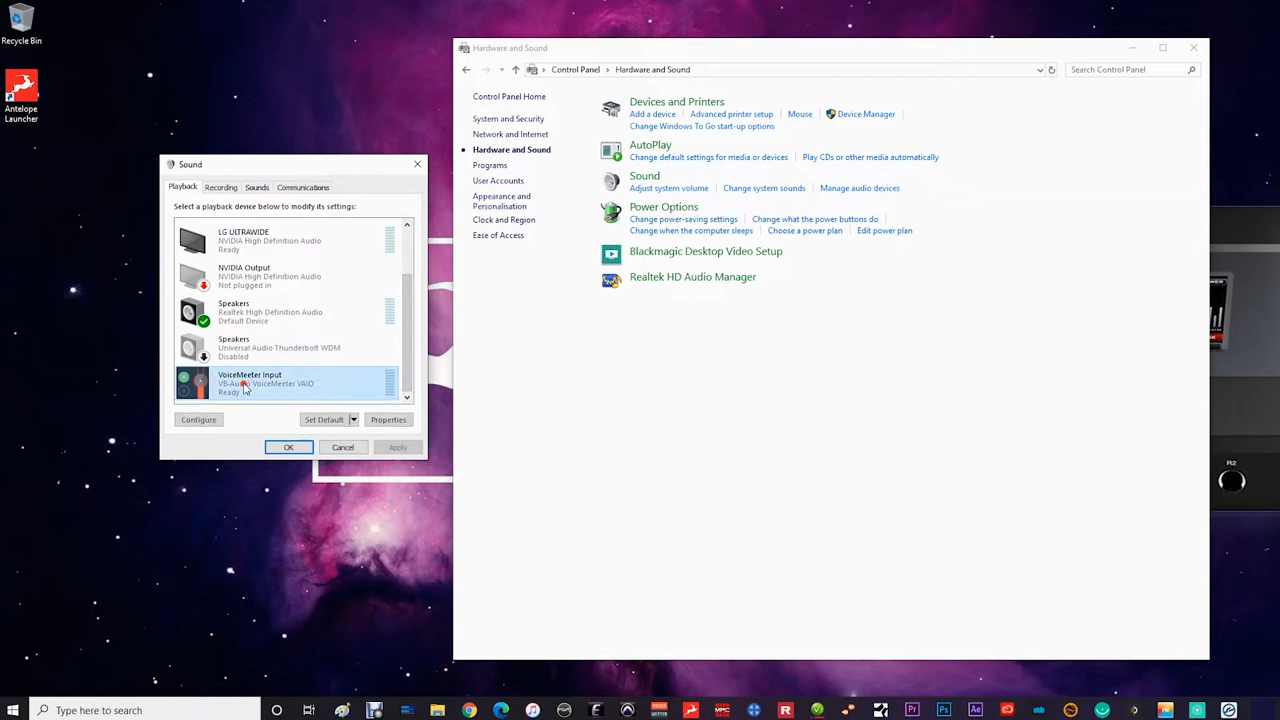 Recycle Bin
Antelope
Launcher
Hardware and Sound
Control Panel
Hardware and Sound
Search Control Panel
Control Panel Home
System and Security
Network and Internet
Hardware and Sound
Programs
User Accounts
Appearance and
Personalisation
Clock and Region
Ease of Access
Devices and Printers
Add a device
Advanced printer setup
Mouse
Device Manager
Change Windows To Go start-up options
AutoPlay
Change default settings for media or devices
Play CDs or other media automatically
Sound
Adjust system volume
Change system sounds
Manage audio devices
Power Options
Change power-saving settings
Change what the power buttons do
Change when the computer sleeps
Choose a power plan
Edit power plan
Blackmagic Desktop Video Setup
Realtek HD Audio Manager
Sound
Playback
Recording
Sounds
Communications
Select a playback device below to modify its settings:
LG ULTRAWIDE
NVIDIA High Definition Audio
Ready
NVIDIA Output
NVIDIA High Definition Audio
Not plugged in
Speakers
Realtek High Definition Audio
Default Device
Speakers
Universal Audio Thunderbolt WDM
Disabled
VoiceMeeter Input
VB-Audio VoiceMeeter VAIO
Ready
Configure
Set Default
Properties
OK
Cancel
Apply
R2
Type here to search